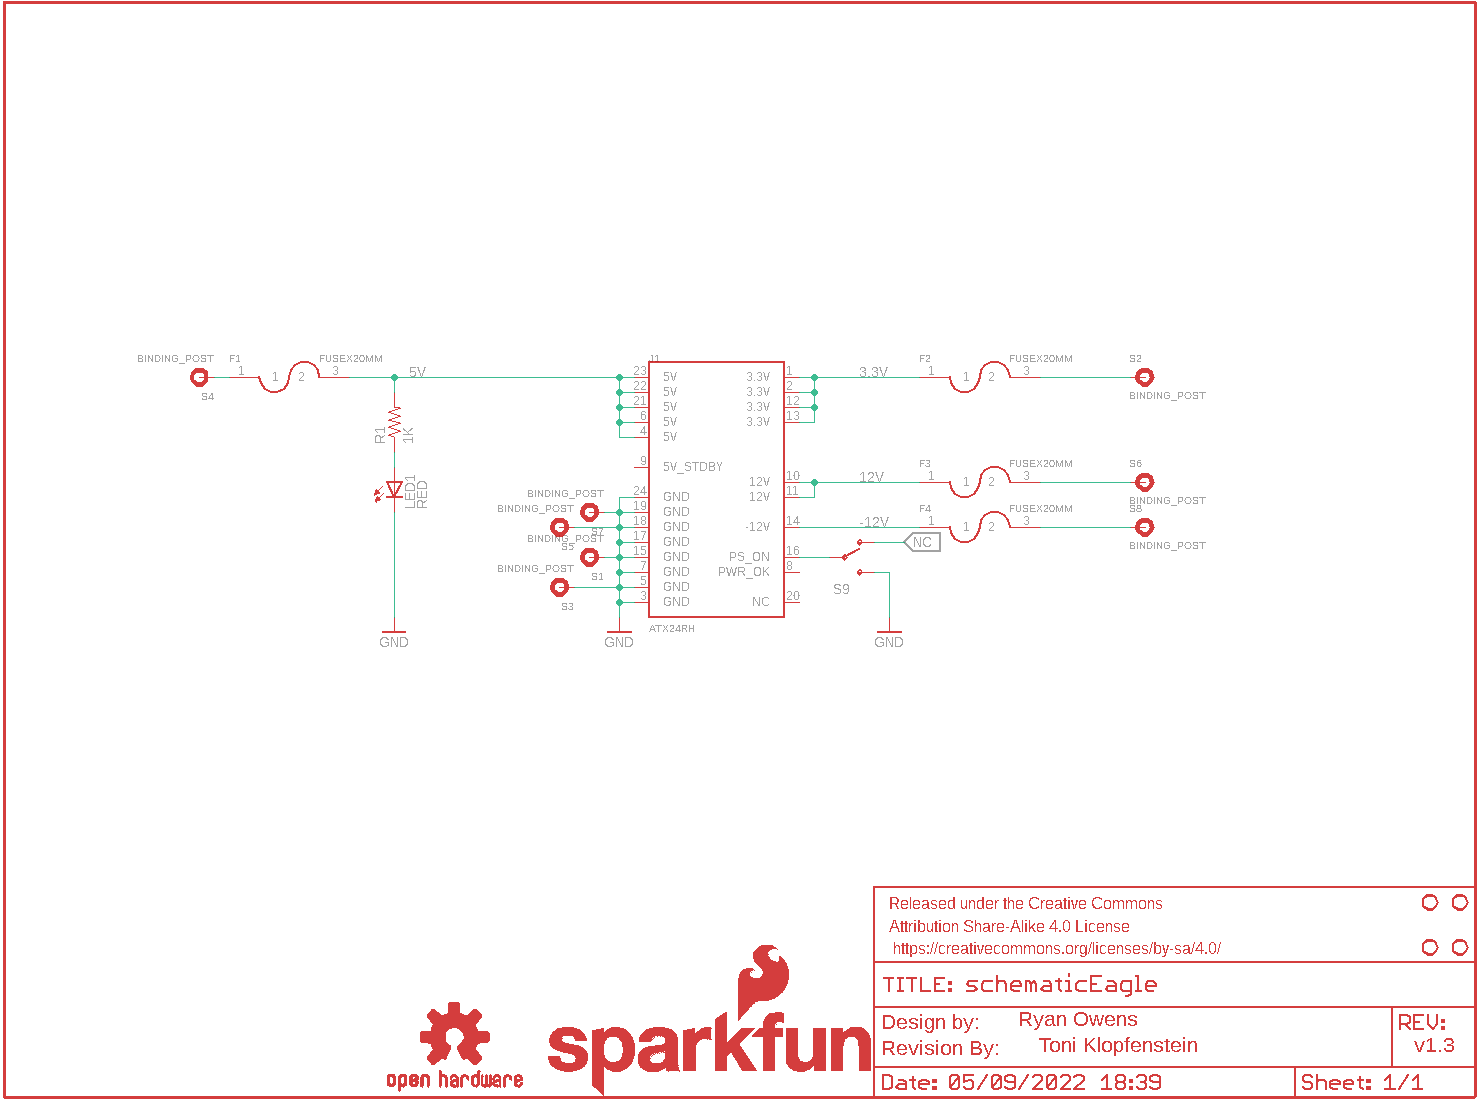 BINDING_POST
S4
F1
1
1
2
FUSEX20MM
3
5V
R1
1K
LED1
RED
GND
J1
23 5V
22 5V
21 5V
6 5V
4 5V
9 5V_STDBY
24 GND
19 GND
18 GND
17 GND
15 GND
7 GND
5 GND
3 GND
3.3V 1
3.3V 2
3.3V 12
3.3V 13
12V 10
12V 11
-12V 14
PS_ON 16
PWR_OK 8
NC 20
ATX24RH
BINDING_POST
S7
BINDING_POST
S5
BINDING_POST
S1
BINDING_POST
S3
GND
3.3V
F2
1
1
2
FUSEX20MM
3
S2
BINDING_POST
12V
F3
1
1
2
FUSEX20MM
3
S6
BINDING_POST
-12V
F4
1
1
2
FUSEX20MM
3
S8
BINDING_POST
NC
S9
GND
open hardware
sparkfun
Released under the Creative Commons
Attribution Share-Alike 4.0 License
https://creativecommons.org/licenses/by-sa/4.0/
TITLE: schematicEagle
Design by: Ryan Owens
Revision By: Toni Klopfenstein
REV:
v1.3
Date: 05/09/2022 18:39
Sheet: 1/1